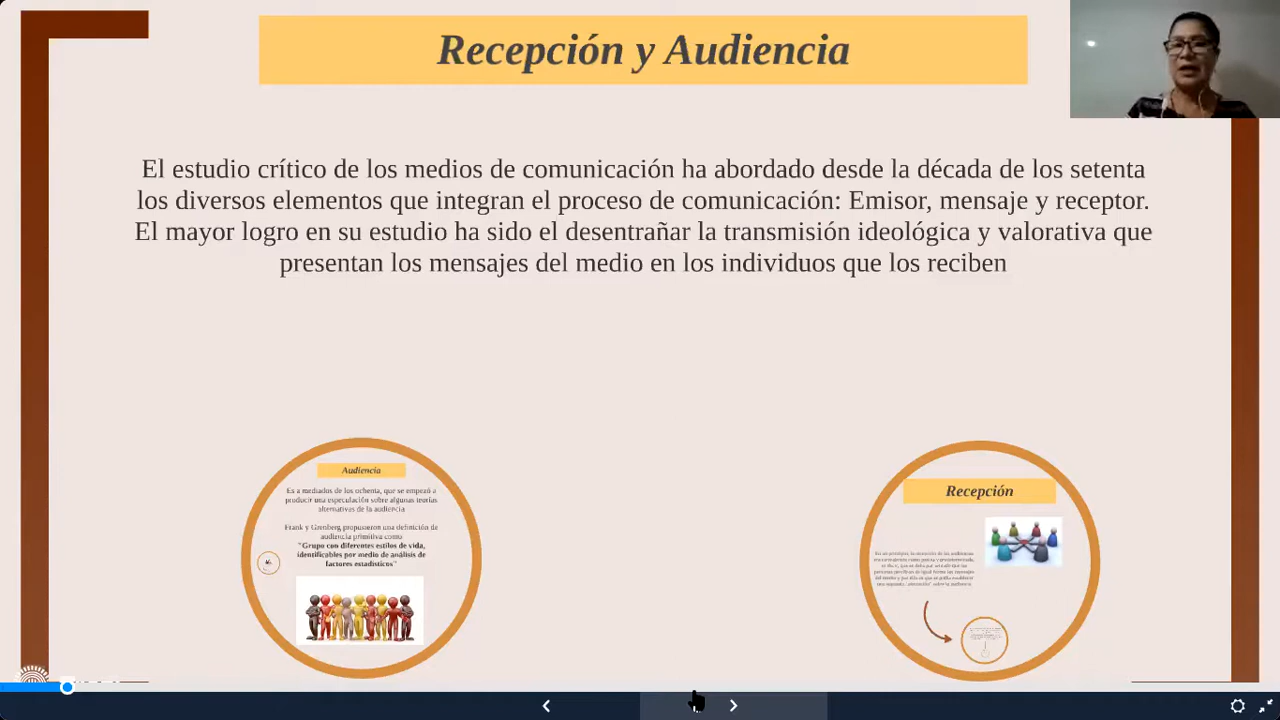 Recepción y Audiencia
El estudio crítico de los medios de comunicación ha abordado desde la década de los setenta
los diversos elementos que integran el proceso de comunicación: Emisor, mensaje y receptor.
El mayor logro en su estudio ha sido el desentrañar la transmisión ideológica y valorativa que
presentan los mensajes del medio en los individuos que los reciben
Audiencia
Es a mediados de los ochenta, que se empezó a
producir una especulación sobre algunas teorías
alternativas de la audiencia
Frank y Grenberg propusieron una definición de
audiencia primitiva como
"Grupo con diferentes estilos de vida,
identificables por medio de análisis de
factores estadísticos"
Recepción